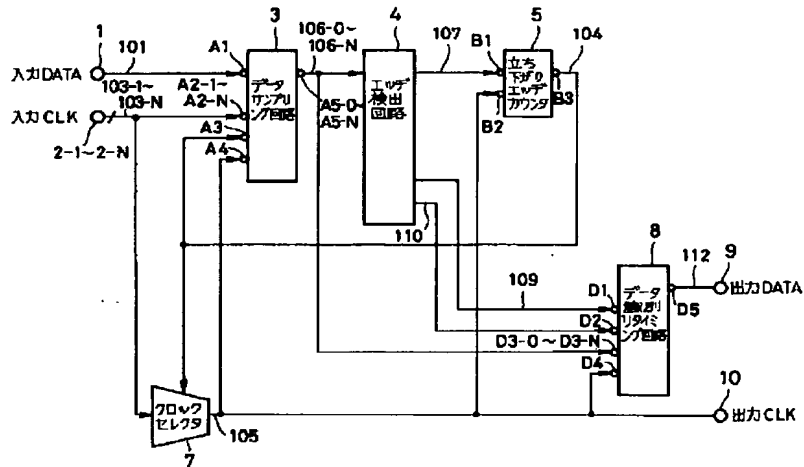 3
106-0~
106-N
4
5
1
101
A1
107
B1
104
入力DATA
103-1~
103-N
A2-1~
A2-N
データ
サンプリ
ング回路
A5-0~
A5-N
エッヂ
検出
回路
立ち
下がり
エッヂ
カウンタ
B3
B2
入力CLK
A3
2-1~2-N
A4
110
8
112
9
109
D1
データ
識別
リタイミ
ング回路
出力DATA
D5
D2
D3-0~D3-N
D4
10
クロック
セレクタ
105
出力CLK
7